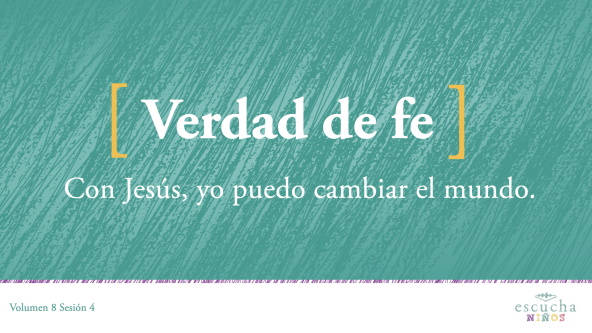 [ Verdad de fe ]
Con Jesús, yo puedo cambiar el mundo.
Volumen 8 Sesión 4
escucha
NIÑOS